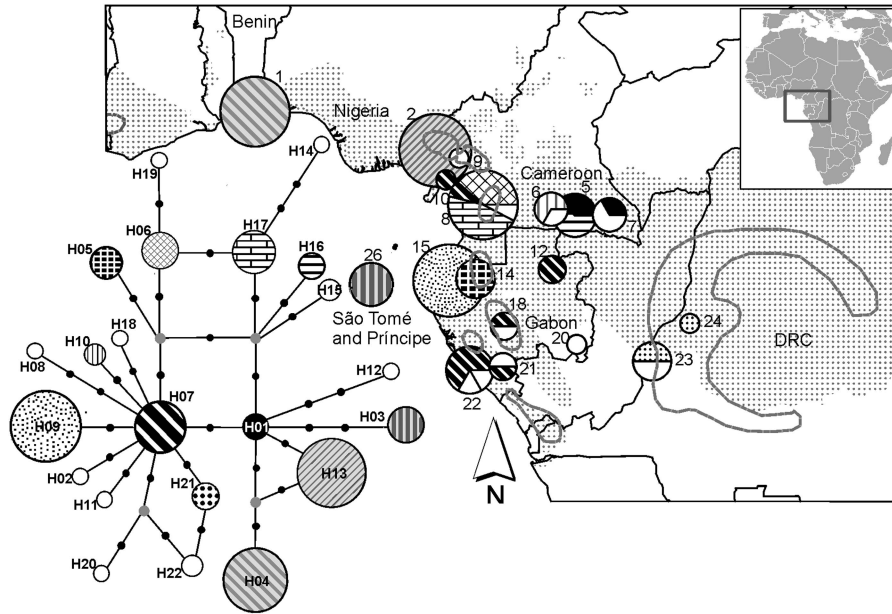 Benin
1
Nigeria
2
9
10
8
Cameroon
6
5
7
15
14
12
26
São Tomé
and Príncipe
18
Gabon
20
24
23
DRC
21
22
N
H19
H14
H06
H17
H05
H16
H15
H10
H18
H08
H07
H12
H09
H01
H03
H02
H11
H21
H13
H20
H22
H04